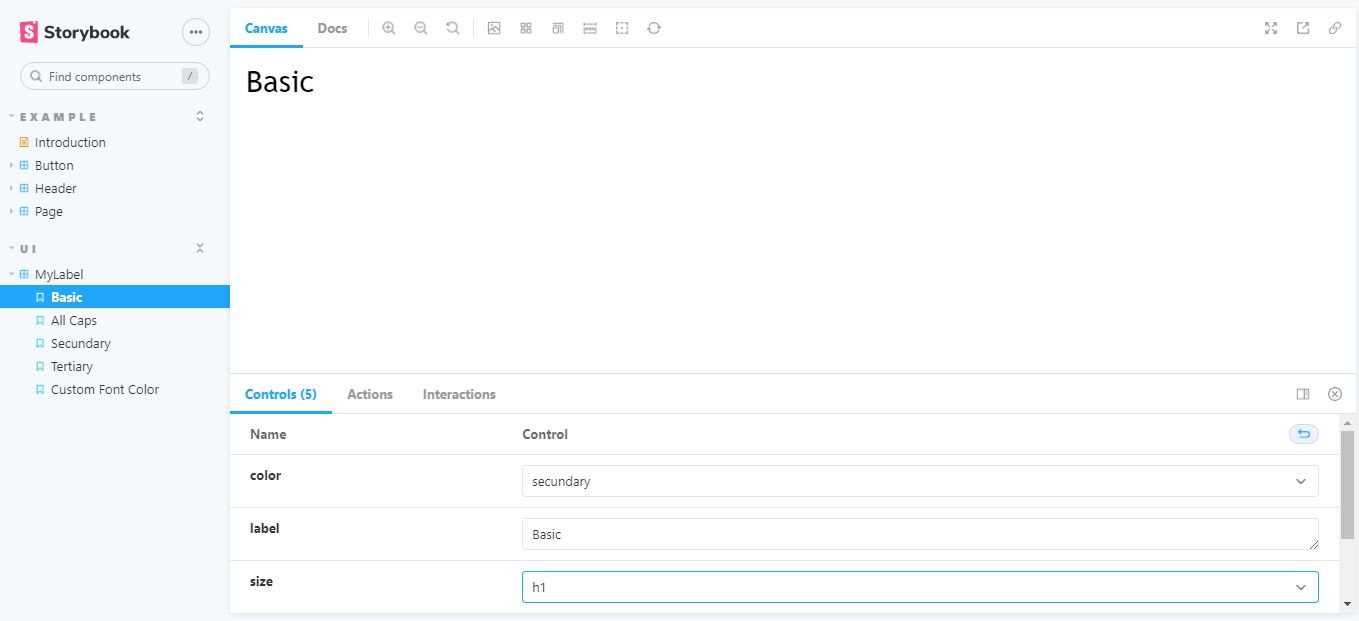 Storybook
Find components
/
EXAMPLE
Introduction
Button
Header
Page
UI
MyLabel
Basic
All Caps
Secundary
Tertiary
Custom Font Color
Canvas Docs
Basic
Controls (5) Actions Interactions
Name Control
color secundary
label Basic
size h1